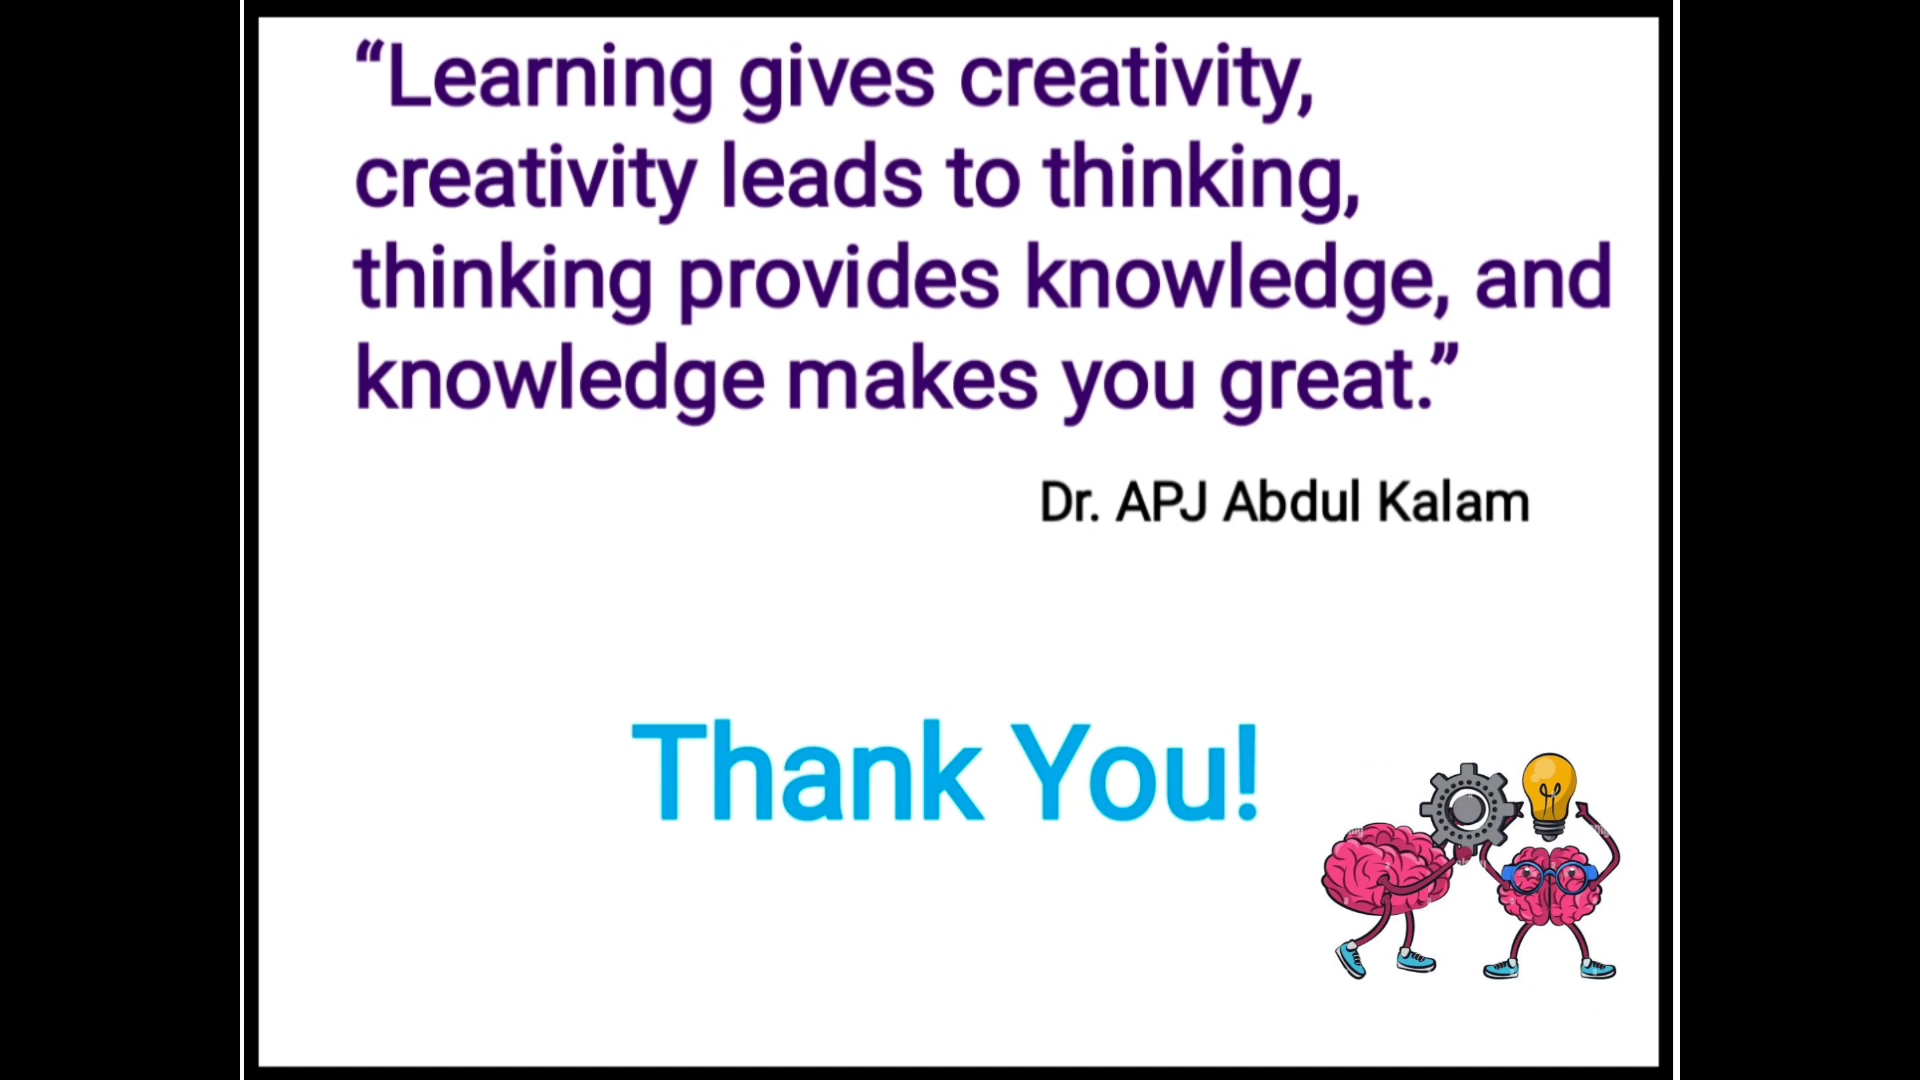 “Learning gives creativity,
creativity leads to thinking,
thinking provides knowledge, and
knowledge makes you great.”
Dr. APJ Abdul Kalam
Thank You!